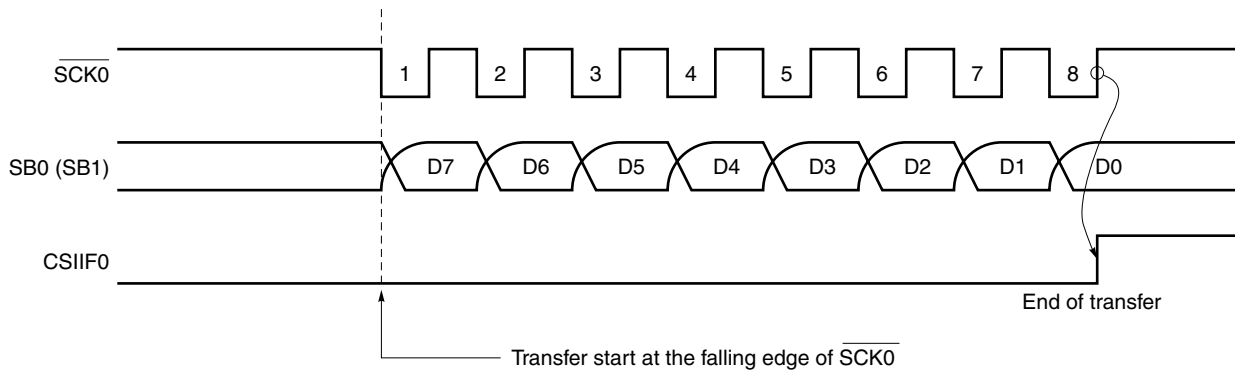 SCK0 1 2 3 4 5 6 7 8
SB0 (SB1) D7 D6 D5 D4 D3 D2 D1 D0
CSIIF0
End of transfer
Transfer start at the falling edge of SCK0